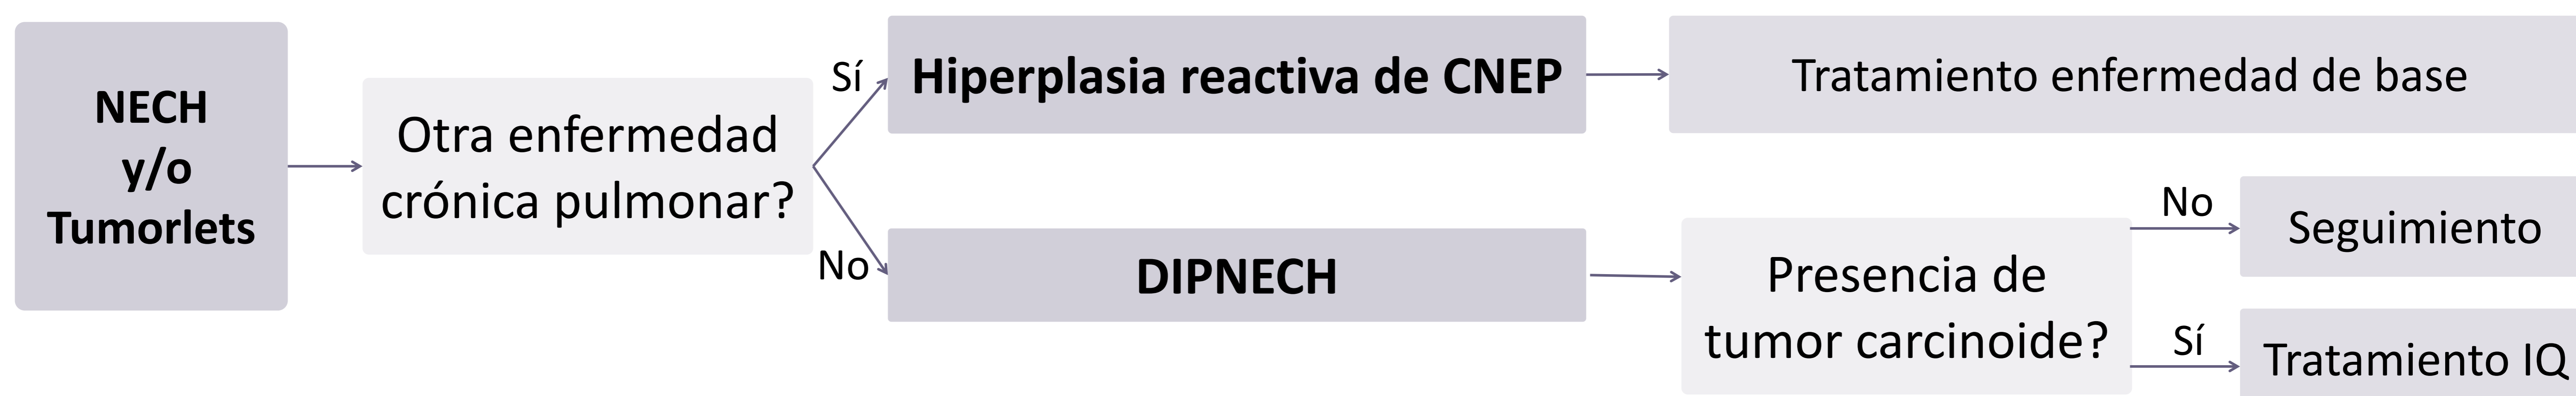 NECH
y/o
Tumorlets
Otra enfermedad
crónica pulmonar?
Sí
Hiperplasia reactiva de CNEP
Tratamiento enfermedad de base
No
DIPNECH
Presencia de
tumor carcinoide?
No
Seguimiento
Sí
Tratamiento IQ